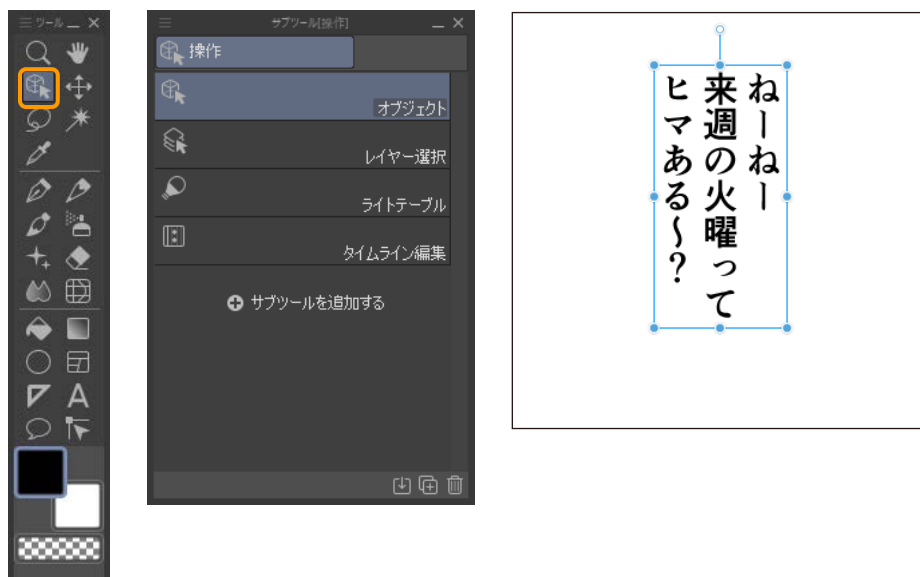 ツール
サブツール[操作]
操作
オブジェクト
レイヤー選択
ライトテーブル
タイムライン編集
サブツールを追加する
A
ねーねー
来週の火曜って
ヒマある～？